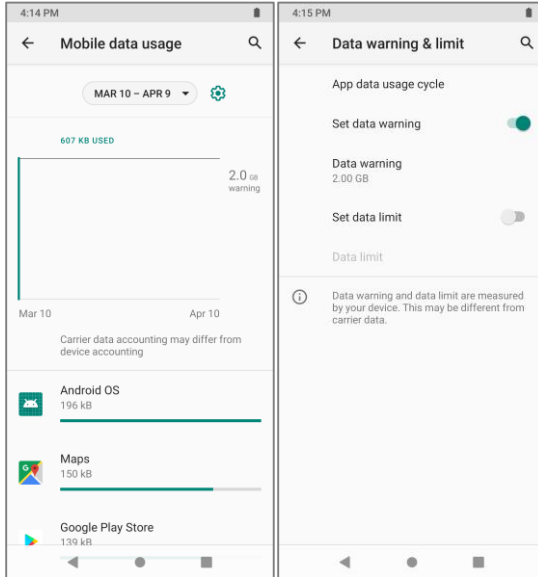 4:14 PM
Mobile data usage
MAR 10 – APR 9
607 KB USED
2.0 GB
warning
Mar 10
Apr 10
Carrier data accounting may differ from
device accounting
Android OS
196 kB
Maps
150 kB
Google Play Store
139 kB
4:15 PM
Data warning & limit
App data usage cycle
Set data warning
Data warning
2.00 GB
Set data limit
Data limit
Data warning and data limit are measured
by your device. This may be different from
carrier data.